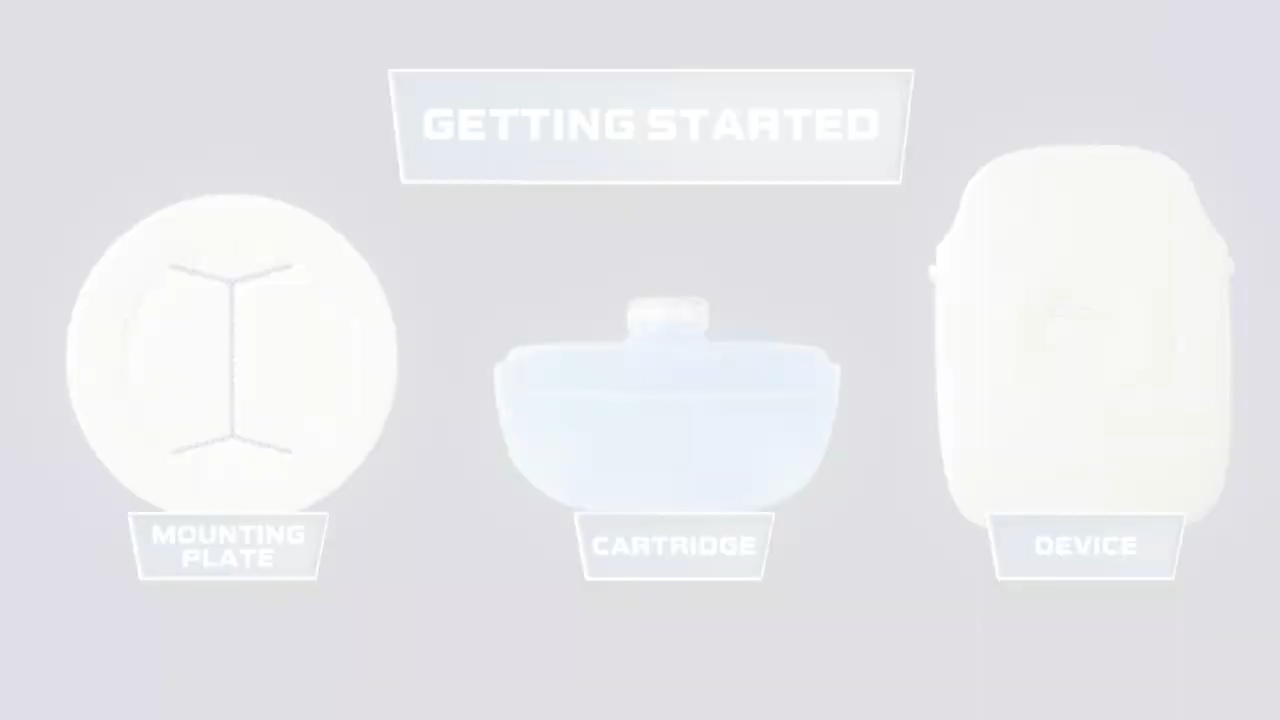 GETTING STARTED
MOUNTING
PLATE
CARTRIDGE
DEVICE